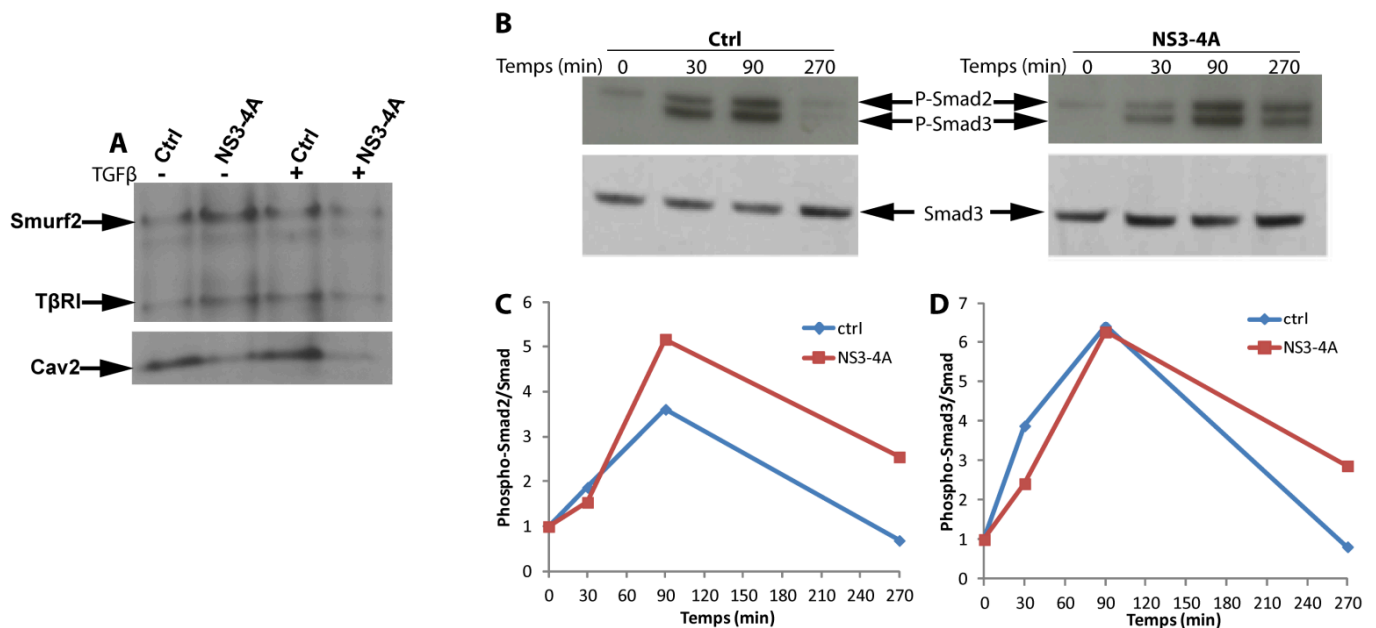 A
Ctrl NS3-4A Ctrl NS3-4A
TGFβ - - + +
Smurf2
TβRI
Cav2
B
Ctrl NS3-4A
Temps (min) 0 30 90 270 Temps (min) 0 30 90 270
P-Smad2
P-Smad3
Smad3
C
Phospho-Smad2/Smad
6
5
4
3
2
1
0
ctrl
NS3-4A
0 30 60 90 120 150 180 210 240 270
Temps (min)
D
Phospho-Smad3/Smad
7
6
5
4
3
2
1
0
ctrl
NS3-4A
0 30 60 90 120 150 180 210 240 270
Temps (min)